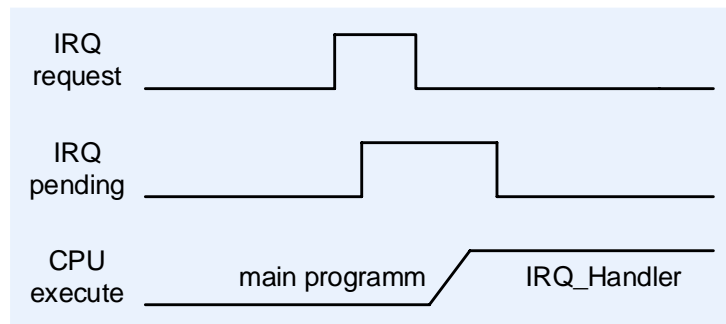 IRQ
request
IRQ
pending
CPU
execute
main programm
IRQ_Handler